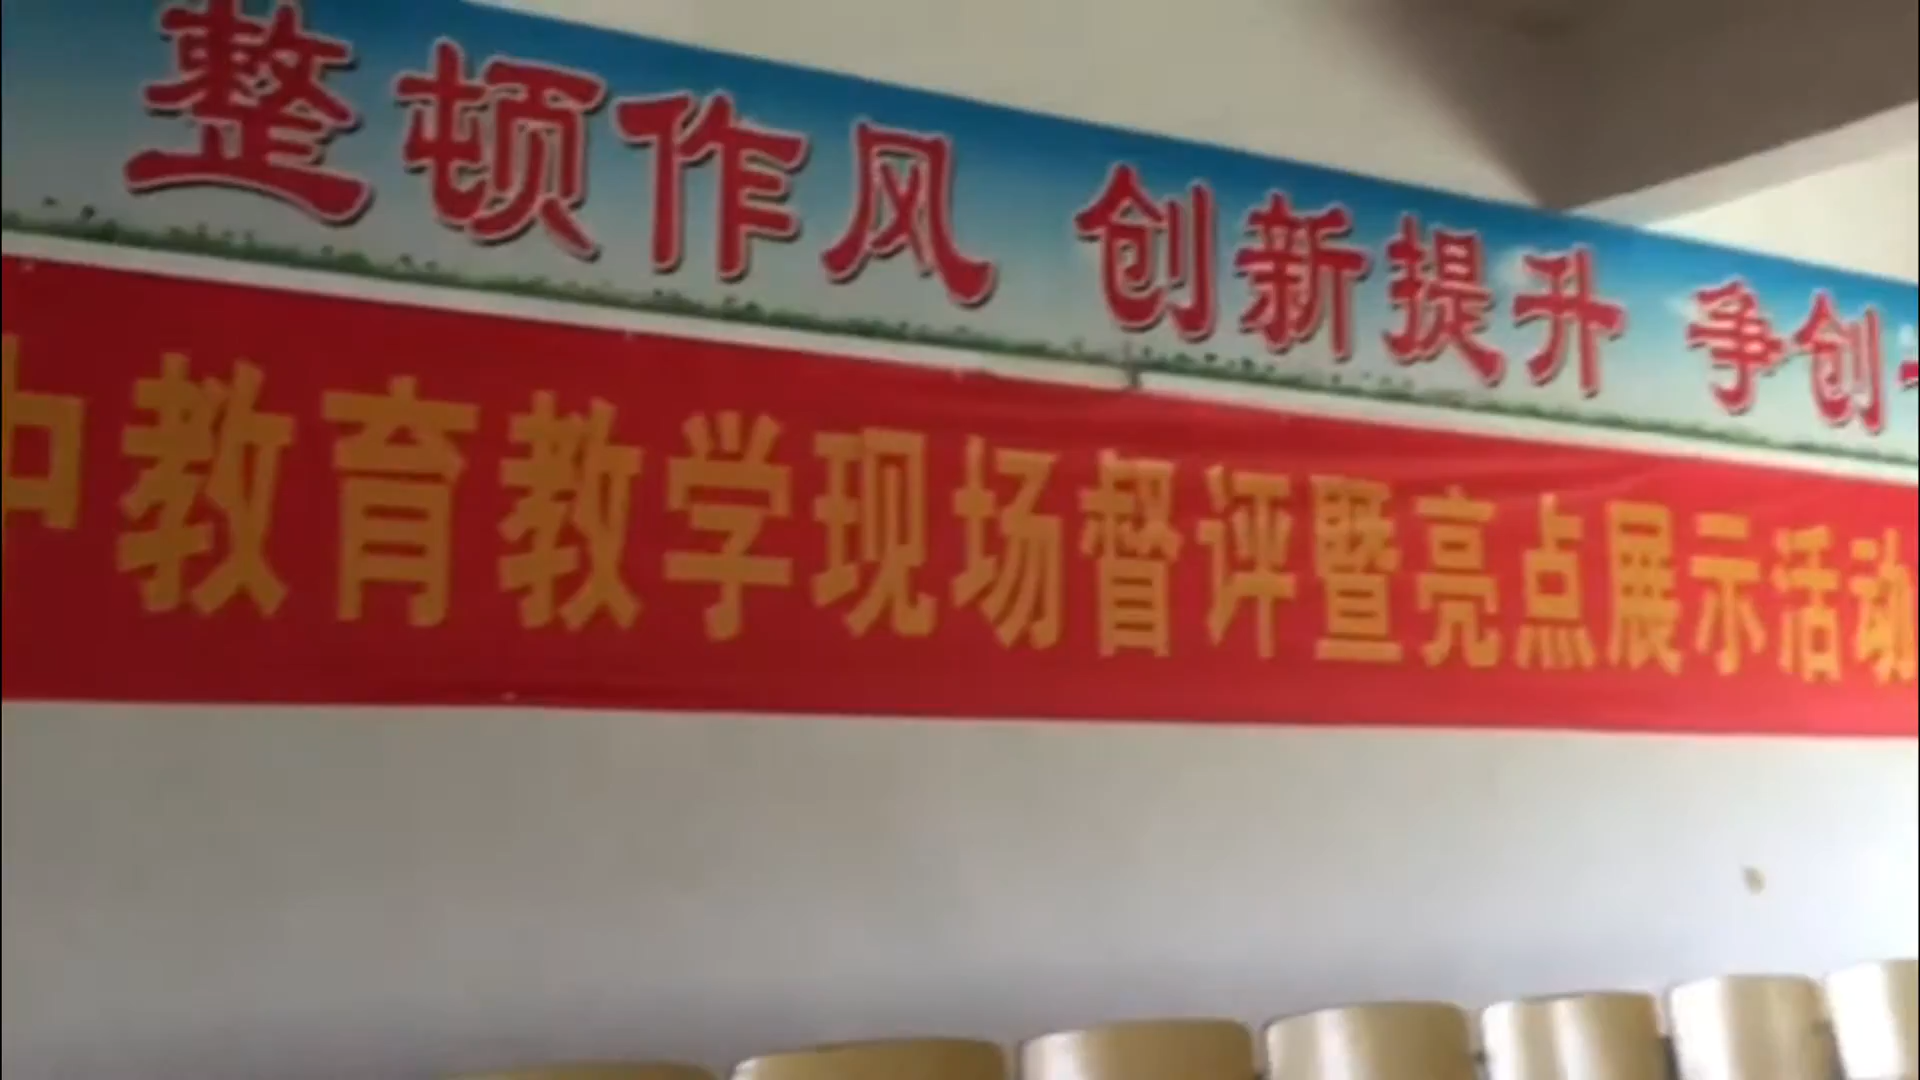 整顿作风 创新提升 争创
中教育教学现场督评暨亮点展示活动